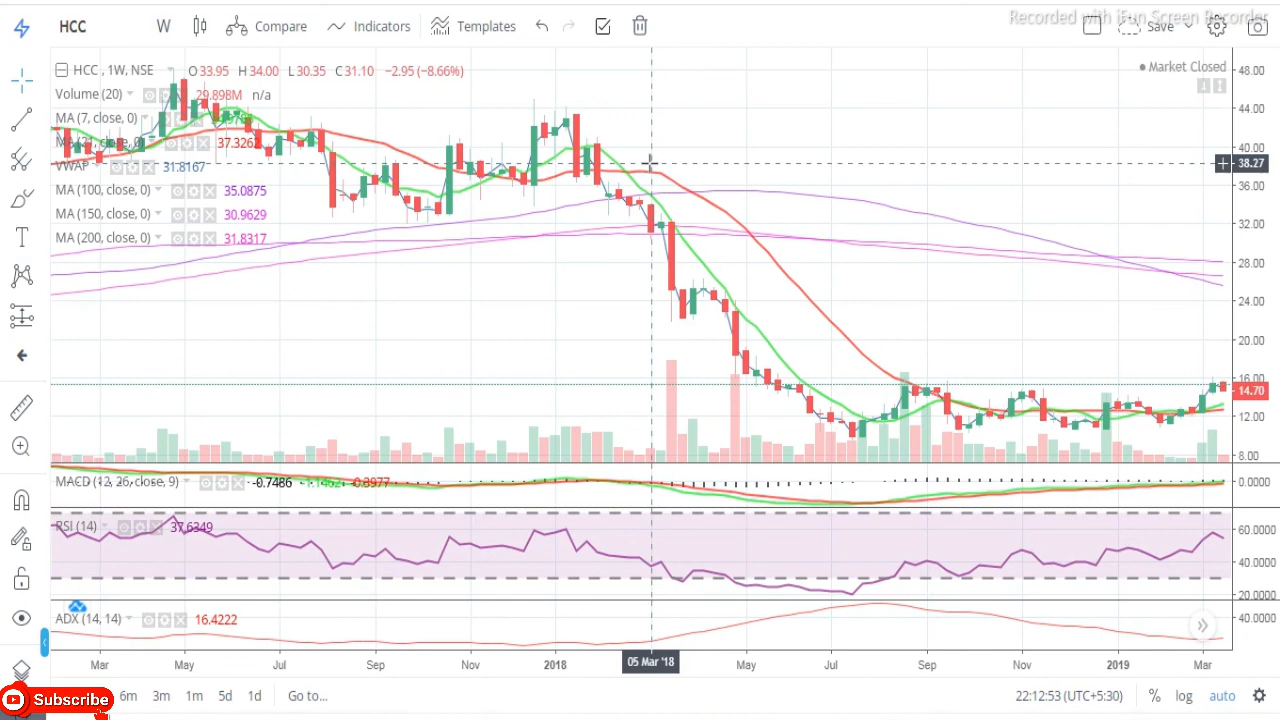 Recorded with iFun Screen Recorder
HCC W Compare Indicators Templates Save
HCC, 1W, NSE O33.95 H34.00 L30.35 C31.10 −2.95 (−8.66%)
Market Closed
Volume (20) 29.898M n/a
MA (7, close, 0)
MA (21, close, 0) 37.3262
VWAP 31.8167
MA (100, close, 0) 35.0875
MA (150, close, 0) 30.9629
MA (200, close, 0) 31.8317
48.00
44.00
40.00
38.27
36.00
32.00
28.00
24.00
20.00
16.00
14.70
12.00
8.00
MACD (12, 26, close, 9) -0.7486 -0.3977
0.0000
RSI (14) 37.6349
60.0000
40.0000
20.0000
ADX (14, 14) 16.4222
40.0000
Mar May Jul Sep Nov 2018 05 Mar '18 May Jul Sep Nov 2019 Mar
Subscribe 6m 3m 1m 5d 1d Go to... 22:12:53 (UTC+5:30) % log auto